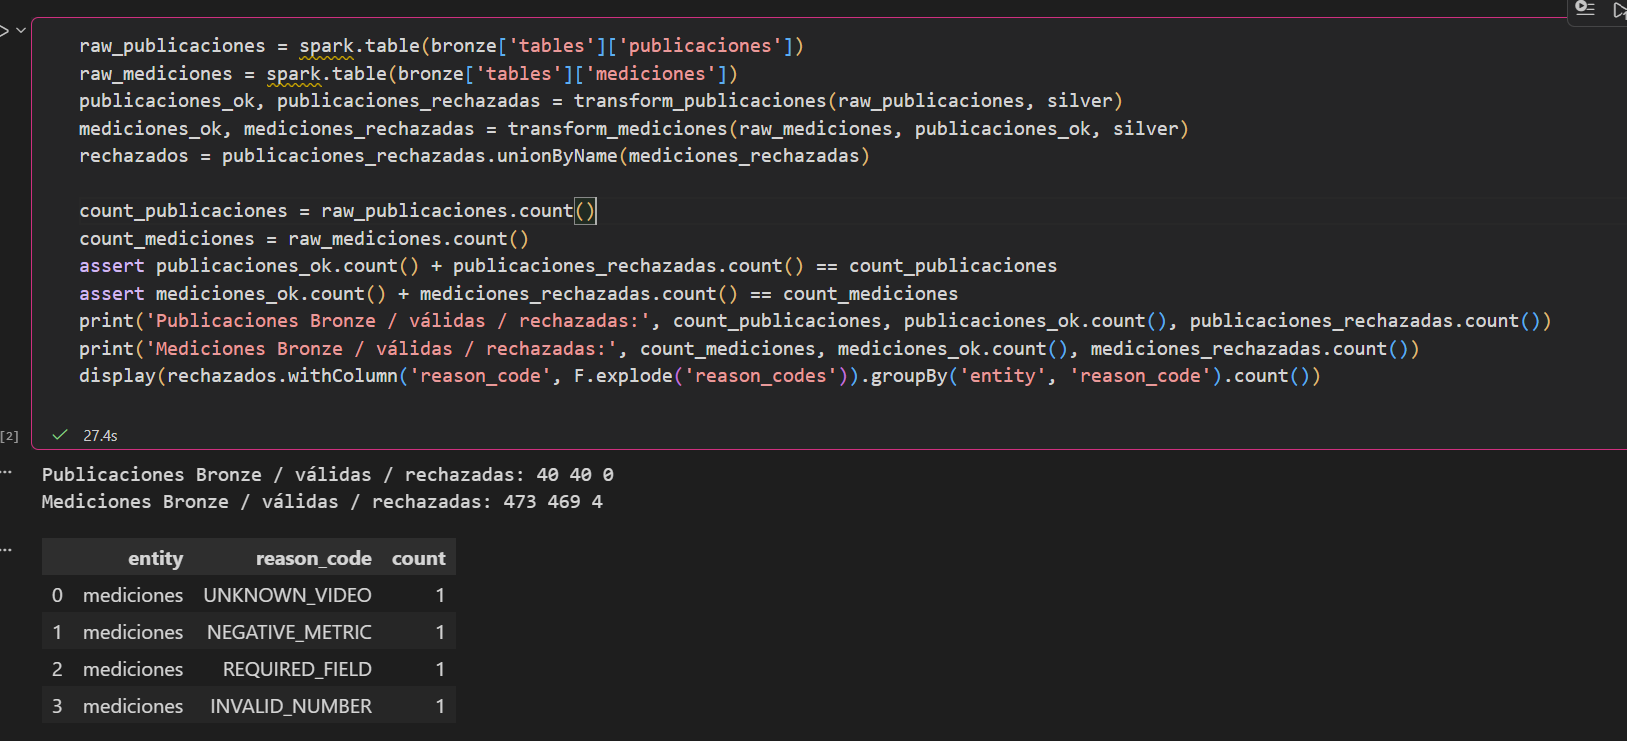 raw_publicaciones = spark.table(bronze['tables']['publicaciones'])
raw_mediciones = spark.table(bronze['tables']['mediciones'])
publicaciones_ok, publicaciones_rechazadas = transform_publicaciones(raw_publicaciones, silver)
mediciones_ok, mediciones_rechazadas = transform_mediciones(raw_mediciones, publicaciones_ok, silver)
rechazados = publicaciones_rechazadas.unionByName(mediciones_rechazadas)
count_publicaciones = raw_publicaciones.count()
count_mediciones = raw_mediciones.count()
assert publicaciones_ok.count() + publicaciones_rechazadas.count() == count_publicaciones
assert mediciones_ok.count() + mediciones_rechazadas.count() == count_mediciones
print('Publicaciones Bronze / válidas / rechazadas:', count_publicaciones, publicaciones_ok.count(), publicaciones_rechazadas.count())
print('Mediciones Bronze / válidas / rechazadas:', count_mediciones, mediciones_ok.count(), mediciones_rechazadas.count())
display(rechazados.withColumn('reason_code', F.explode('reason_codes')).groupBy('entity', 'reason_code').count())
[2] 27.4s
Publicaciones Bronze / válidas / rechazadas: 40 40 0
Mediciones Bronze / válidas / rechazadas: 473 469 4
entity reason_code count
0 mediciones UNKNOWN_VIDEO 1
1 mediciones NEGATIVE_METRIC 1
2 mediciones REQUIRED_FIELD 1
3 mediciones INVALID_NUMBER 1